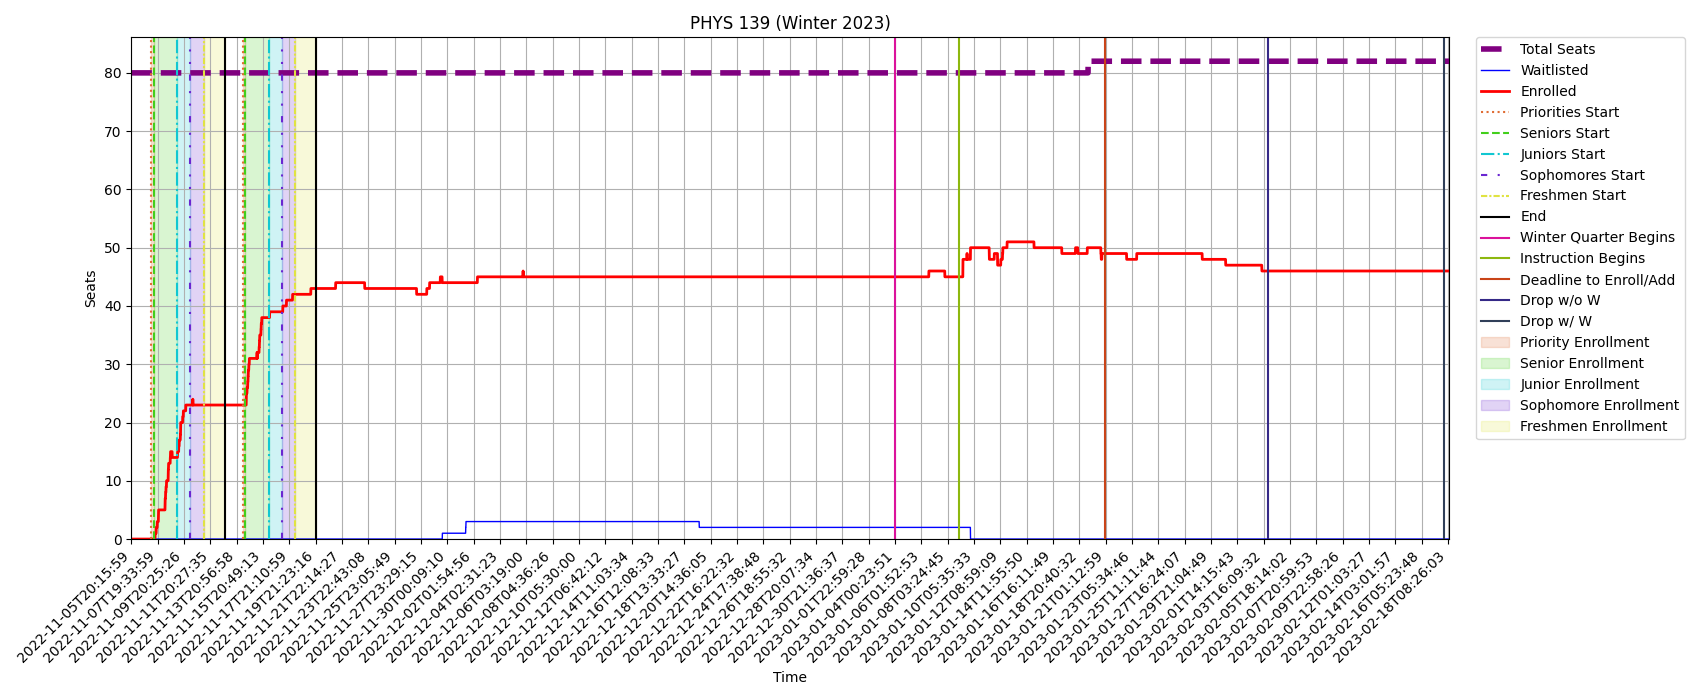 PHYS 139 (Winter 2023)
Seats
80
70
60
50
40
30
20
10
0
2022-11-05T20:15:59
2022-11-07T19:33:59
2022-11-09T20:25:26
2022-11-11T20:27:35
2022-11-13T20:56:58
2022-11-15T20:49:13
2022-11-17T21:10:59
2022-11-19T21:23:16
2022-11-21T22:14:27
2022-11-23T22:43:08
2022-11-25T23:05:49
2022-11-27T23:29:15
2022-11-30T00:09:10
2022-12-02T01:54:56
2022-12-04T02:31:23
2022-12-06T03:19:00
2022-12-08T04:36:26
2022-12-10T05:30:00
2022-12-12T06:42:12
2022-12-14T11:03:34
2022-12-16T12:08:33
2022-12-18T13:33:27
2022-12-20T14:36:05
2022-12-22T16:22:32
2022-12-24T17:38:48
2022-12-26T18:55:32
2022-12-28T20:07:34
2022-12-30T21:36:37
2023-01-01T22:59:28
2023-01-04T00:23:51
2023-01-06T01:52:53
2023-01-08T03:24:45
2023-01-10T05:35:33
2023-01-12T08:59:09
2023-01-14T11:55:50
2023-01-16T16:11:49
2023-01-18T20:40:32
2023-01-21T01:12:59
2023-01-23T05:34:46
2023-01-25T11:11:44
2023-01-27T16:24:07
2023-01-29T21:04:49
2023-02-01T14:15:43
2023-02-03T16:09:32
2023-02-05T18:14:02
2023-02-07T20:59:53
2023-02-09T22:58:26
2023-02-12T01:03:27
2023-02-14T03:01:57
2023-02-16T05:23:48
2023-02-18T08:26:03
Time
Total Seats
Waitlisted
Enrolled
Priorities Start
Seniors Start
Juniors Start
Sophomores Start
Freshmen Start
End
Winter Quarter Begins
Instruction Begins
Deadline to Enroll/Add
Drop w/o W
Drop w/ W
Priority Enrollment
Senior Enrollment
Junior Enrollment
Sophomore Enrollment
Freshmen Enrollment